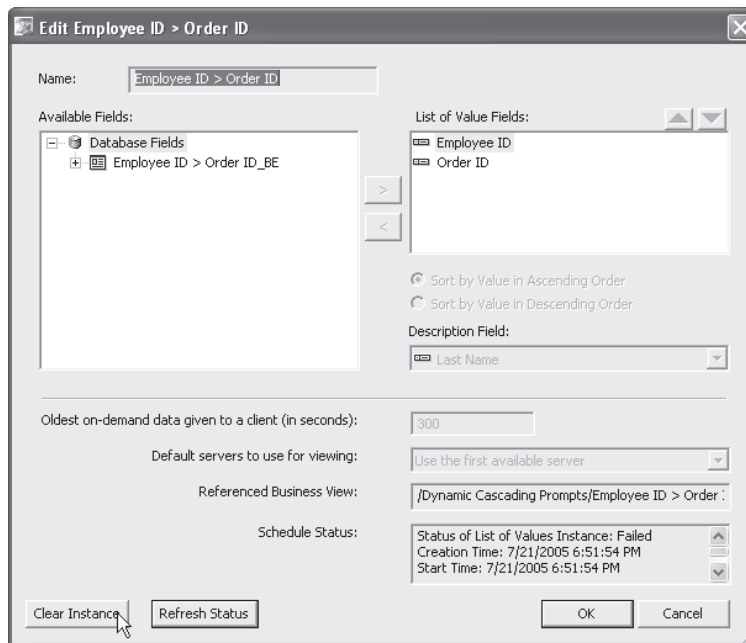 Edit Employee ID > Order ID
Name: Employee ID > Order ID
Available Fields:
Database Fields
Employee ID > Order ID_BE
>
<
List of Value Fields:
Employee ID
Order ID
Sort by Value in Ascending Order
Sort by Value in Descending Order
Description Field:
Last Name
Oldest on-demand data given to a client (in seconds): 300
Default servers to use for viewing: Use the first available server
Referenced Business View: /Dynamic Cascading Prompts/Employee ID > Order
Schedule Status: Status of List of Values Instance: Failed
Creation Time: 7/21/2005 6:51:54 PM
Start Time: 7/21/2005 6:51:54 PM
Clear Instance Refresh Status OK Cancel